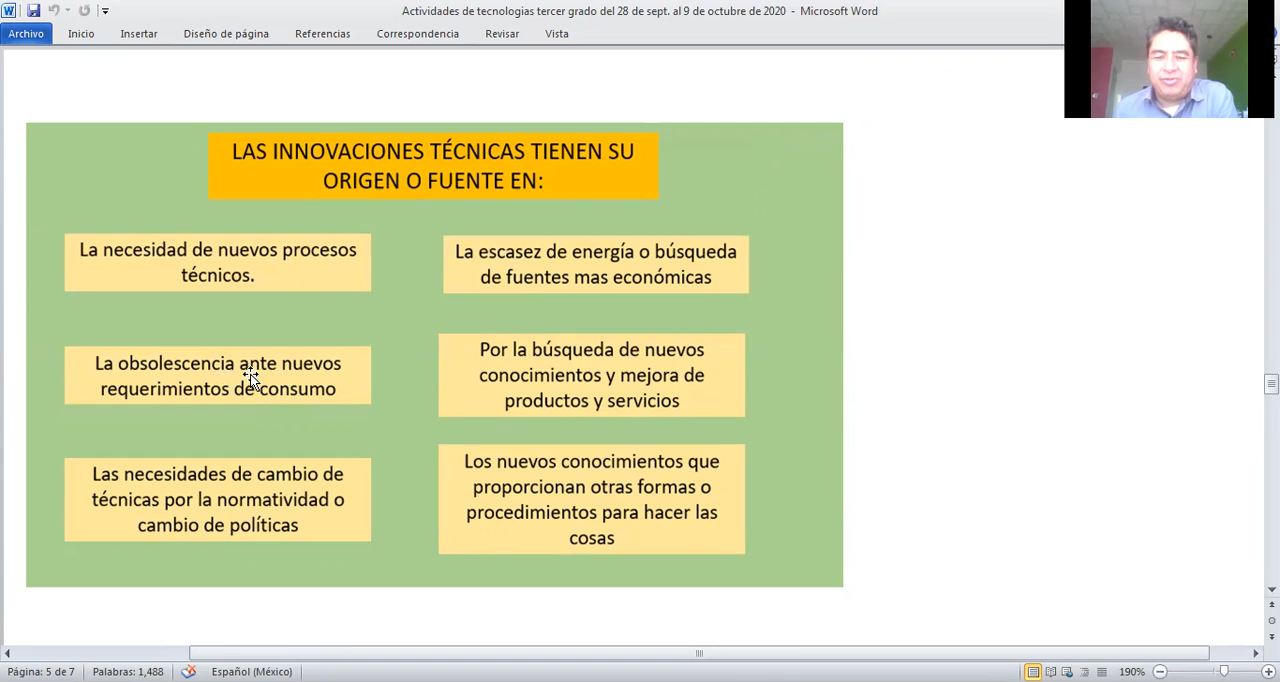 Actividades de tecnologias tercer grado del 28 de sept. al 9 de octubre de 2020 - Microsoft Word
Archivo Inicio Insertar Diseño de página Referencias Correspondencia Revisar Vista
LAS INNOVACIONES TÉCNICAS TIENEN SU
ORIGEN O FUENTE EN:
La necesidad de nuevos procesos
técnicos.
La escasez de energía o búsqueda
de fuentes mas económicas
La obsolescencia ante nuevos
requerimientos de consumo
Por la búsqueda de nuevos
conocimientos y mejora de
productos y servicios
Las necesidades de cambio de
técnicas por la normatividad o
cambio de políticas
Los nuevos conocimientos que
proporcionan otras formas o
procedimientos para hacer las
cosas
Página: 5 de 7 Palabras: 1,488 Español (México) 190%